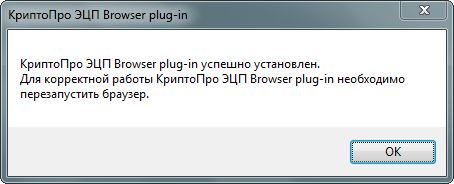 КриптоПро ЭЦП Browser plug-in
КриптоПро ЭЦП Browser plug-in успешно установлен.
Для корректной работы КриптоПро ЭЦП Browser plug-in необходимо
перезапустить браузер.
OK